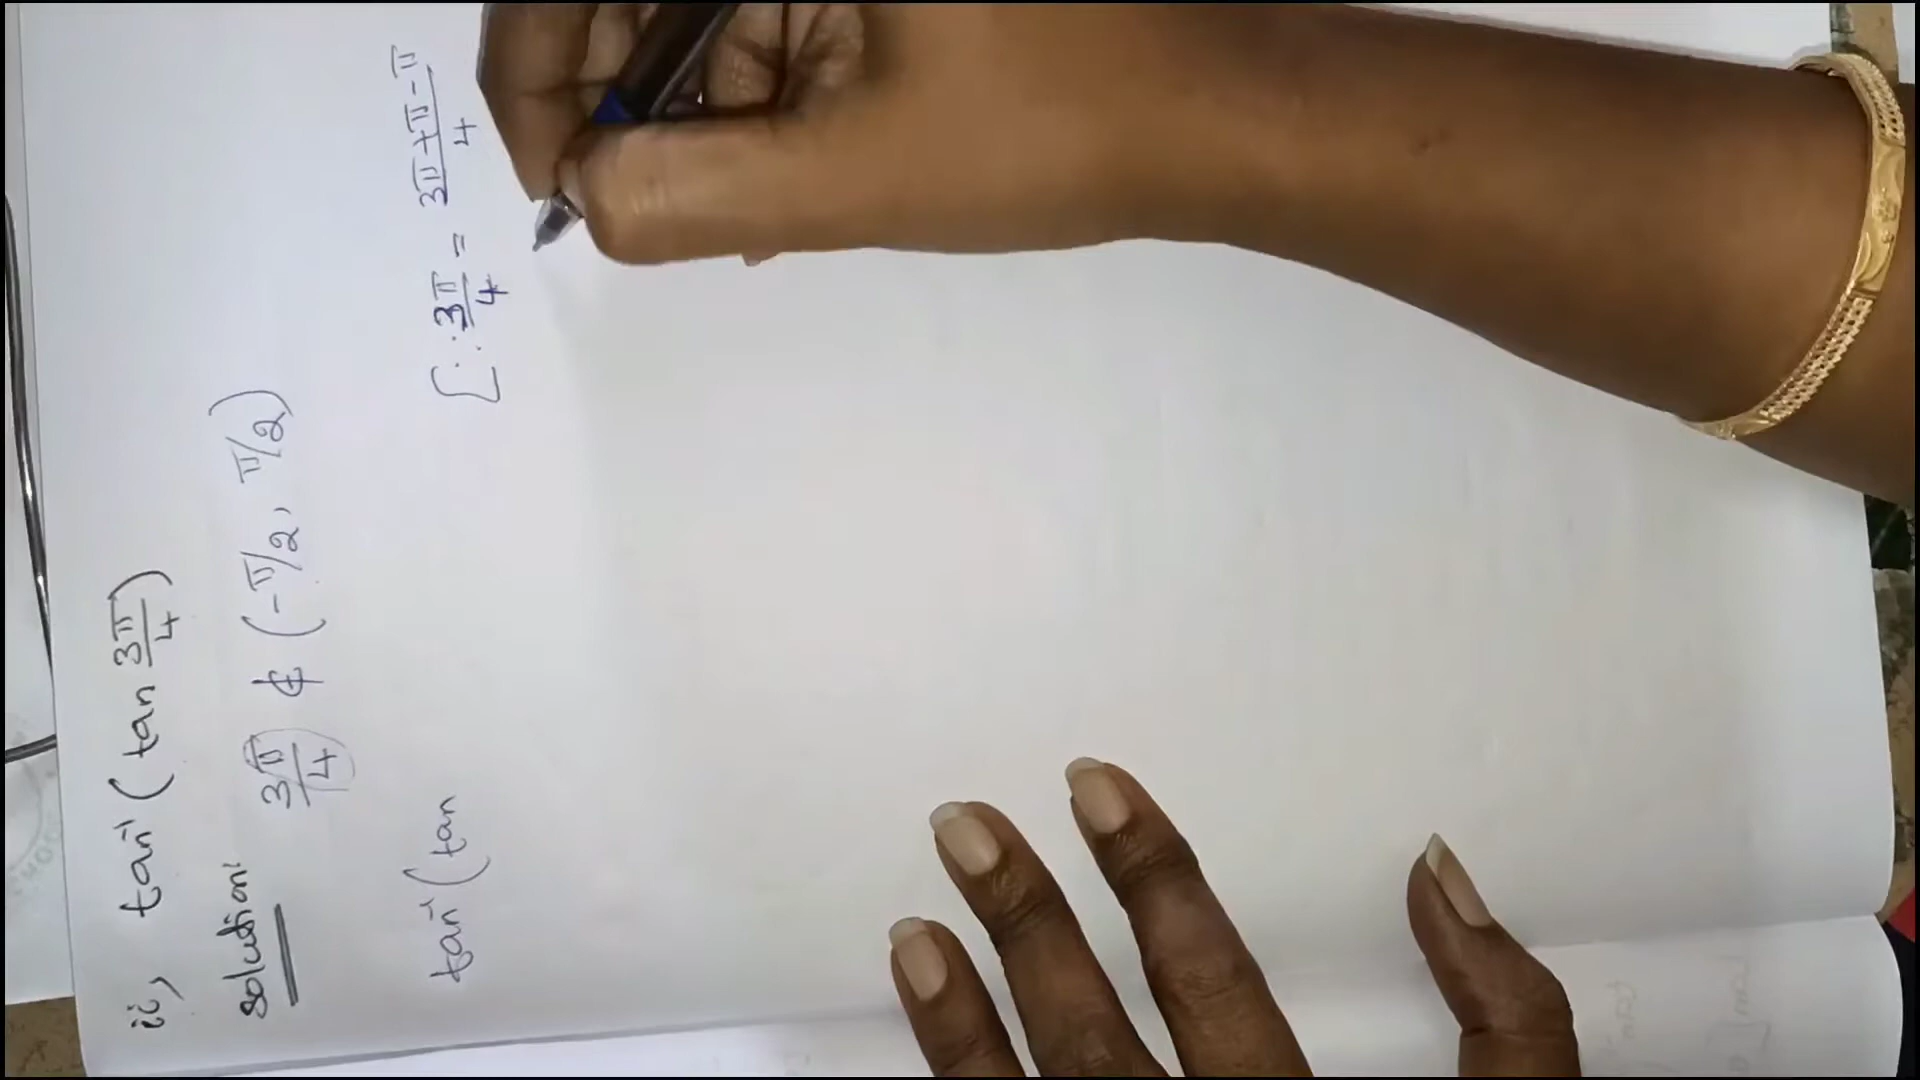 ii, tan⁻¹ (tan 3π/4)
solution:
3π/4 ∉ (-π/2, π/2)
tan⁻¹ (tan
[∵ 3π/4 = 3π+π-π/4